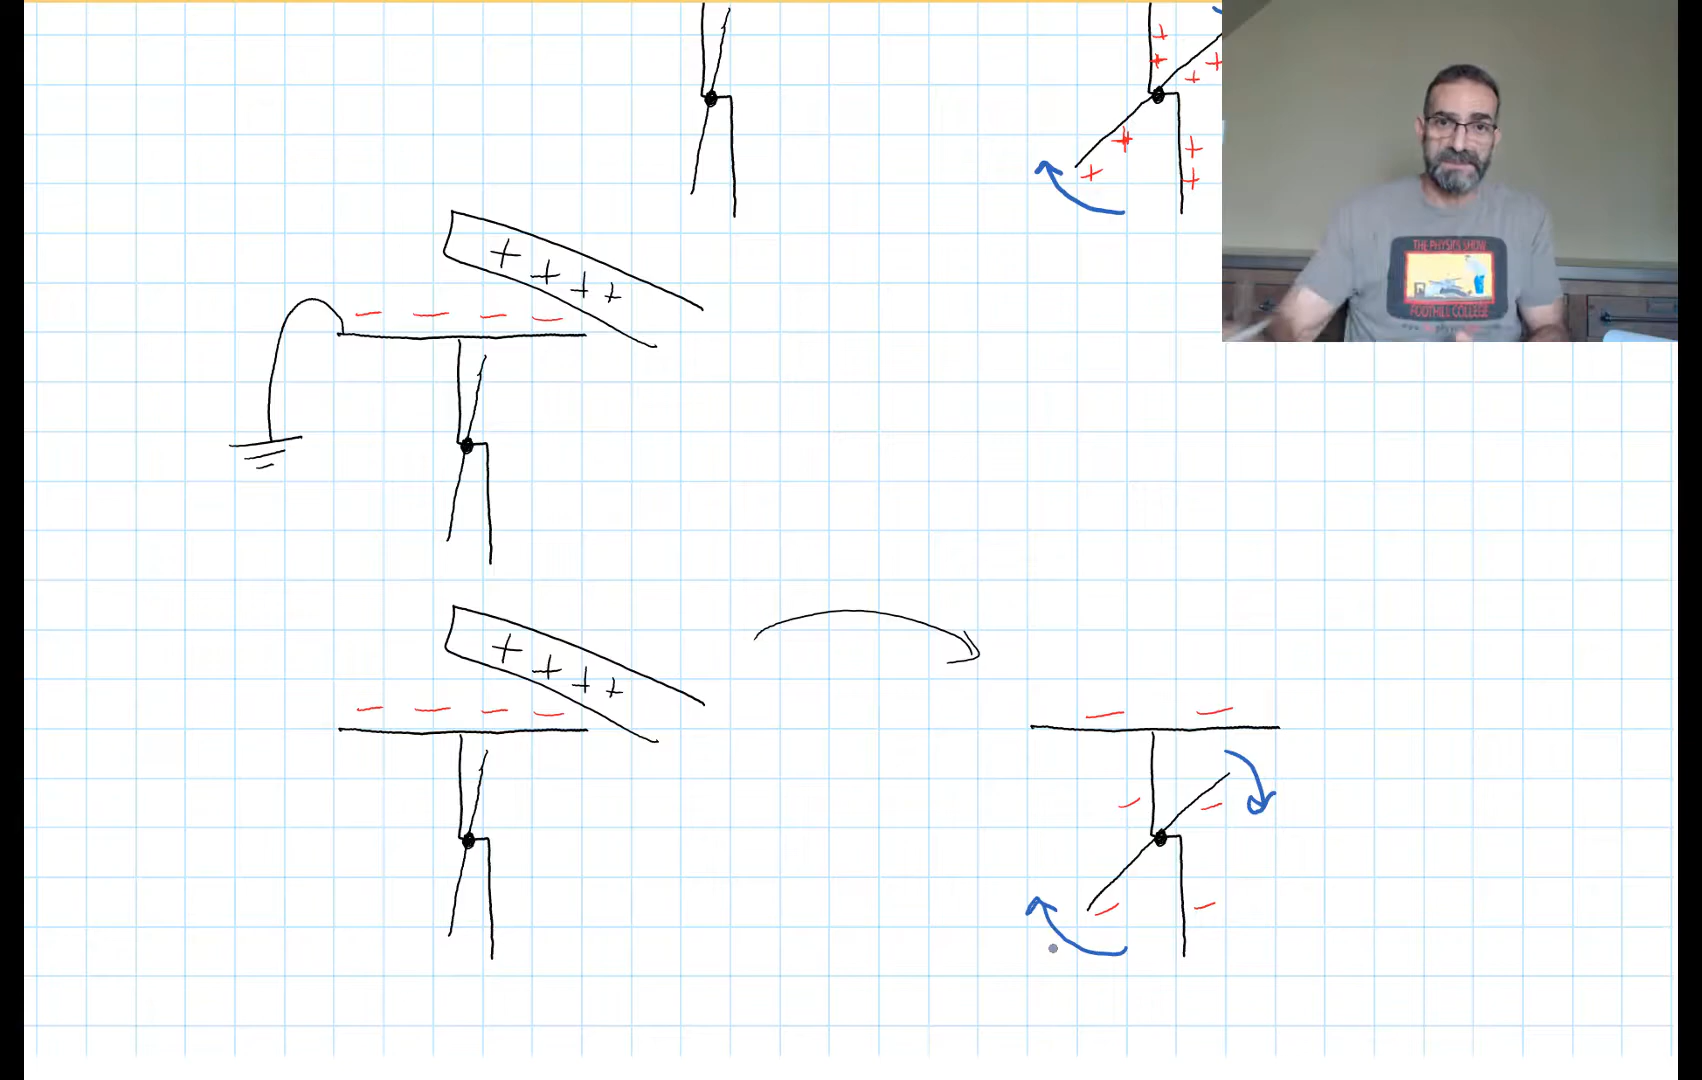 +
+ +
+
+
+ +
+
THE PHYSICS SHOW
+ + + +
FOOTHILL COLLEGE
− − − −
+ + + +
− − − −
− −
− −
− −